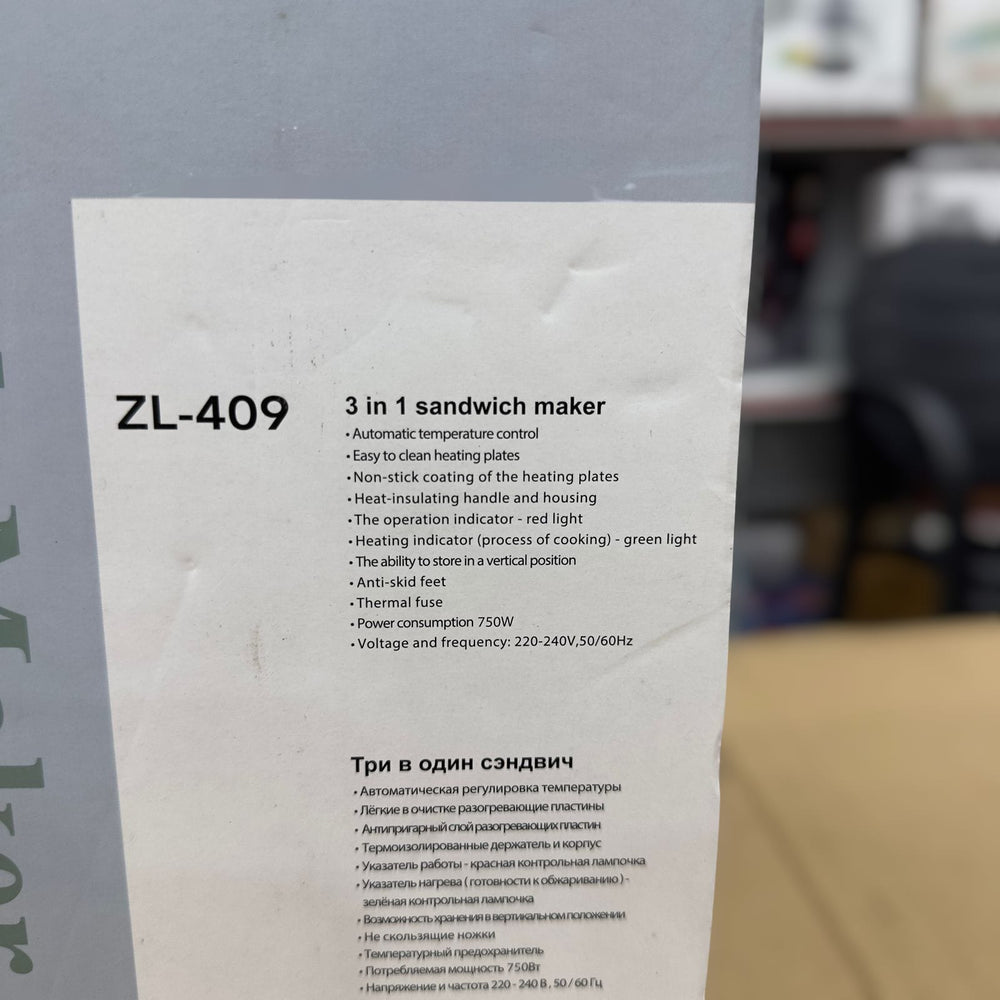 ZL-409
3 in 1 sandwich maker
• Automatic temperature control
• Easy to clean heating plates
• Non-stick coating of the heating plates
• Heat-insulating handle and housing
• The operation indicator - red light
• Heating indicator (process of cooking) - green light
• The ability to store in a vertical position
• Anti-skid feet
• Thermal fuse
• Power consumption 750W
• Voltage and frequency: 220-240V,50/60Hz
Три в один сэндвич
• Автоматическая регулировка температуры
• Лёгкие в очистке разогревающие пластины
• Антипригарный слой разогревающих пластин
• Термоизолированные держатель и корпус
• Указатель работы - красная контрольная лампочка
• Указатель нагрева ( готовности к обжариванию ) -
зелёная контрольная лампочка
• Возможность хранения в вертикальном положении
• Не скользящие ножки
• Температурный предохранитель
• Потребляемая мощность 750Вт
• Напряжение и частота 220 - 240 В , 50 / 60 Гц